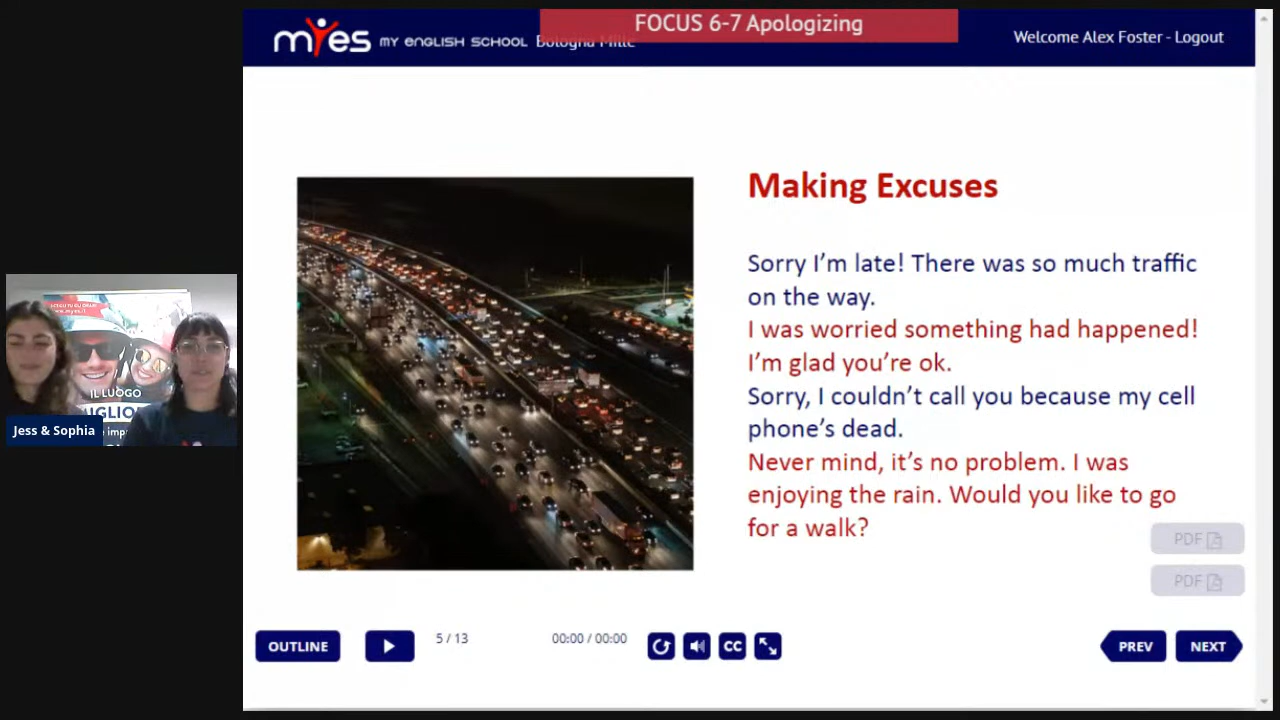 FOCUS 6-7 Apologizing
myes MY ENGLISH SCHOOL Bologna Mille
Welcome Alex Foster - Logout
Making Excuses
Sorry I'm late! There was so much traffic
on the way.
I was worried something had happened!
I'm glad you're ok.
Sorry, I couldn't call you because my cell
phone's dead.
Never mind, it's no problem. I was
enjoying the rain. Would you like to go
for a walk?
PDF
PDF
IL LUOGO
Jess & Sophia
OUTLINE
5 / 13
00:00 / 00:00
CC
PREV
NEXT